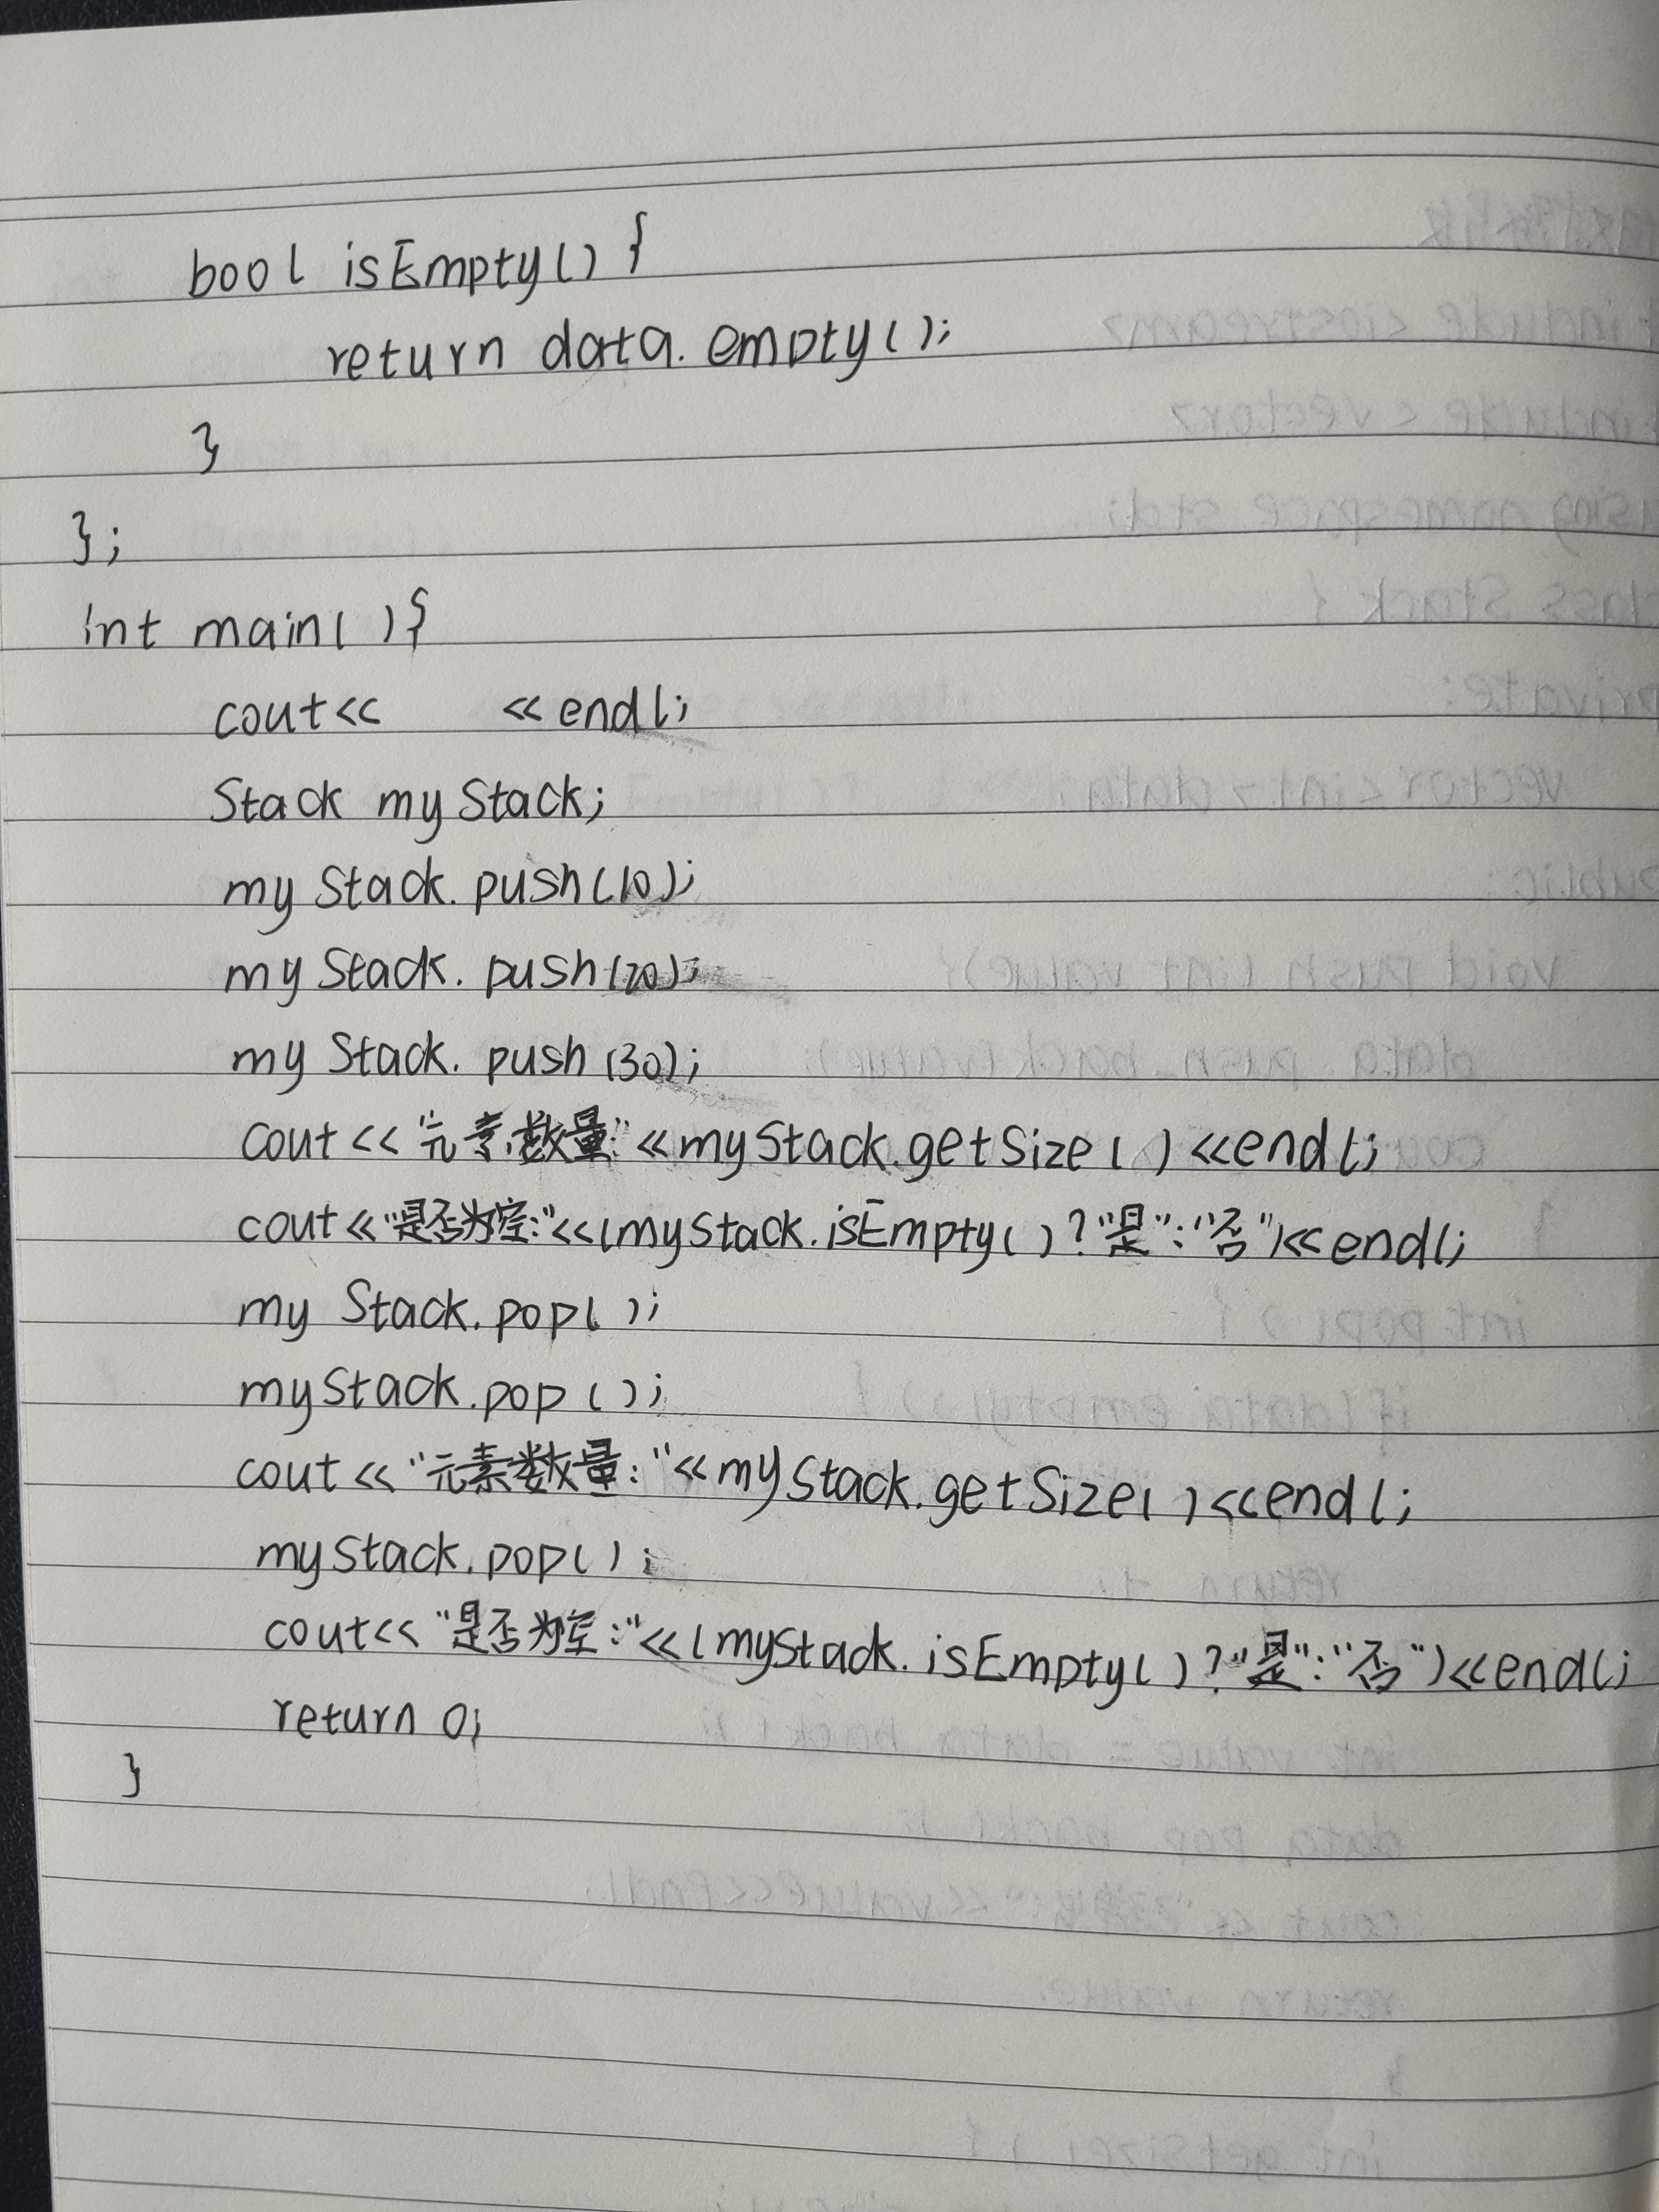 bool isEmpty() {
return data.empty();
}
};
int main() {
cout<<      <<endl;
Stack myStack;
myStack.push(10);
myStack.push(20);
myStack.push(30);
cout<<"元素数量:"<<myStack.getSize()<<endl;
cout<<"是否为空:"<<(myStack.isEmpty()?"是":"否")<<endl;
myStack.pop();
myStack.pop();
cout<<"元素数量:"<<myStack.getSize()<<endl;
myStack.pop();
cout<<"是否为空:"<<(myStack.isEmpty()?"是":"否")<<endl;
return 0;
}